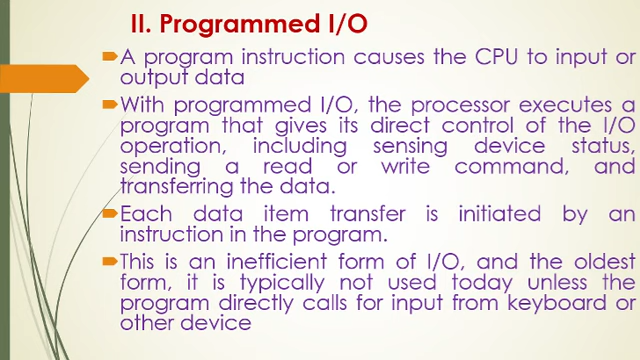 II. Programmed I/O
A program instruction causes the CPU to input or
output data
With programmed I/O, the processor executes a
program that gives its direct control of the I/O
operation, including sensing device status,
sending a read or write command, and
transferring the data.
Each data item transfer is initiated by an
instruction in the program.
This is an inefficient form of I/O, and the oldest
form, it is typically not used today unless the
program directly calls for input from keyboard or
other device